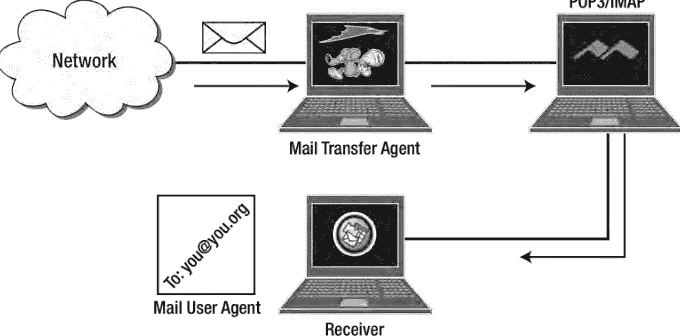 POP3/IMAP
Network
Mail Transfer Agent
To: you@you.org
Mail User Agent
Receiver